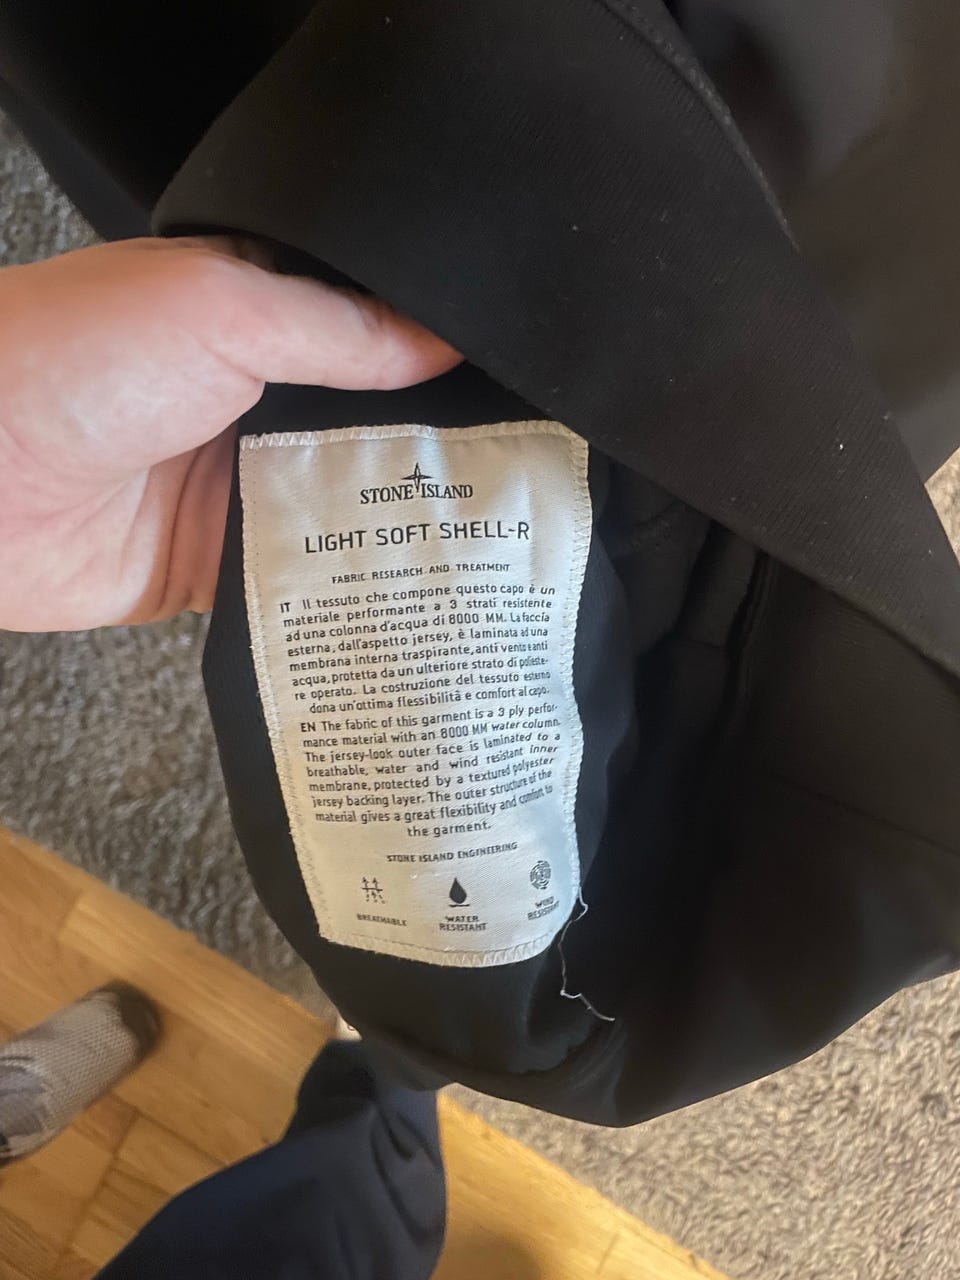 STONE ISLAND
LIGHT SOFT SHELL-R
FABRIC RESEARCH AND TREATMENT
IT Il tessuto che compone questo capo è un
materiale performante a 3 strati resistente
ad una colonna d'acqua di 8000 MM. La faccia
esterna, dall'aspetto jersey, è laminata ad una
membrana interna traspirante, anti vento e anti
acqua, protetta da un ulteriore strato di polieste-
re operato. La costruzione del tessuto esterno
dona un'ottima flessibilità e comfort al capo.
EN The fabric of this garment is a 3 ply perfor-
mance material with an 8000 MM water column.
The jersey-look outer face is laminated to a
breathable, water and wind resistant inner
membrane, protected by a textured polyester
jersey backing layer. The outer structure of the
material gives a great flexibility and comfort to
the garment.
STONE ISLAND ENGINEERING
BREATHABLE
WATER
RESISTANT
WIND
RESISTANT